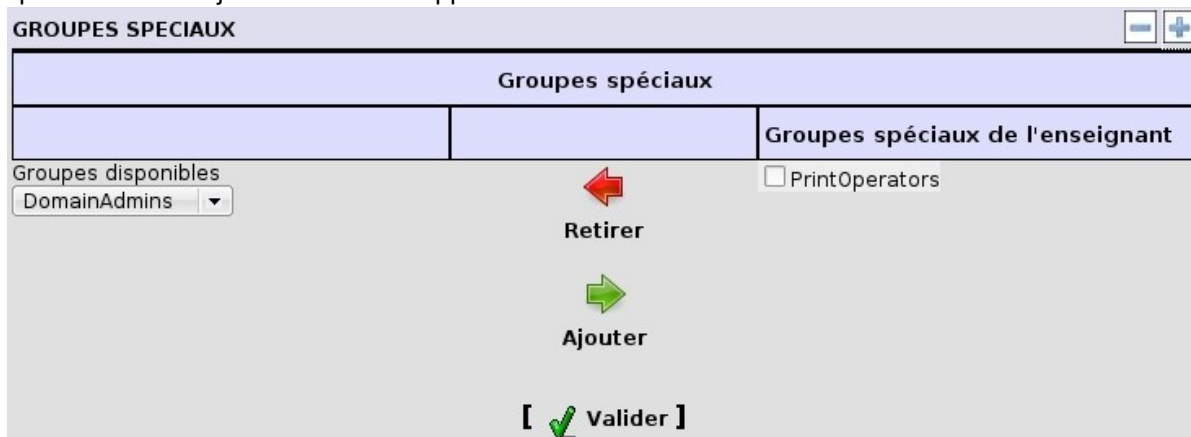 GROUPES SPECIAUX
Groupes spéciaux
Groupes spéciaux de l'enseignant
Groupes disponibles
DomainAdmins
PrintOperators
Retirer
Ajouter
[ Valider ]